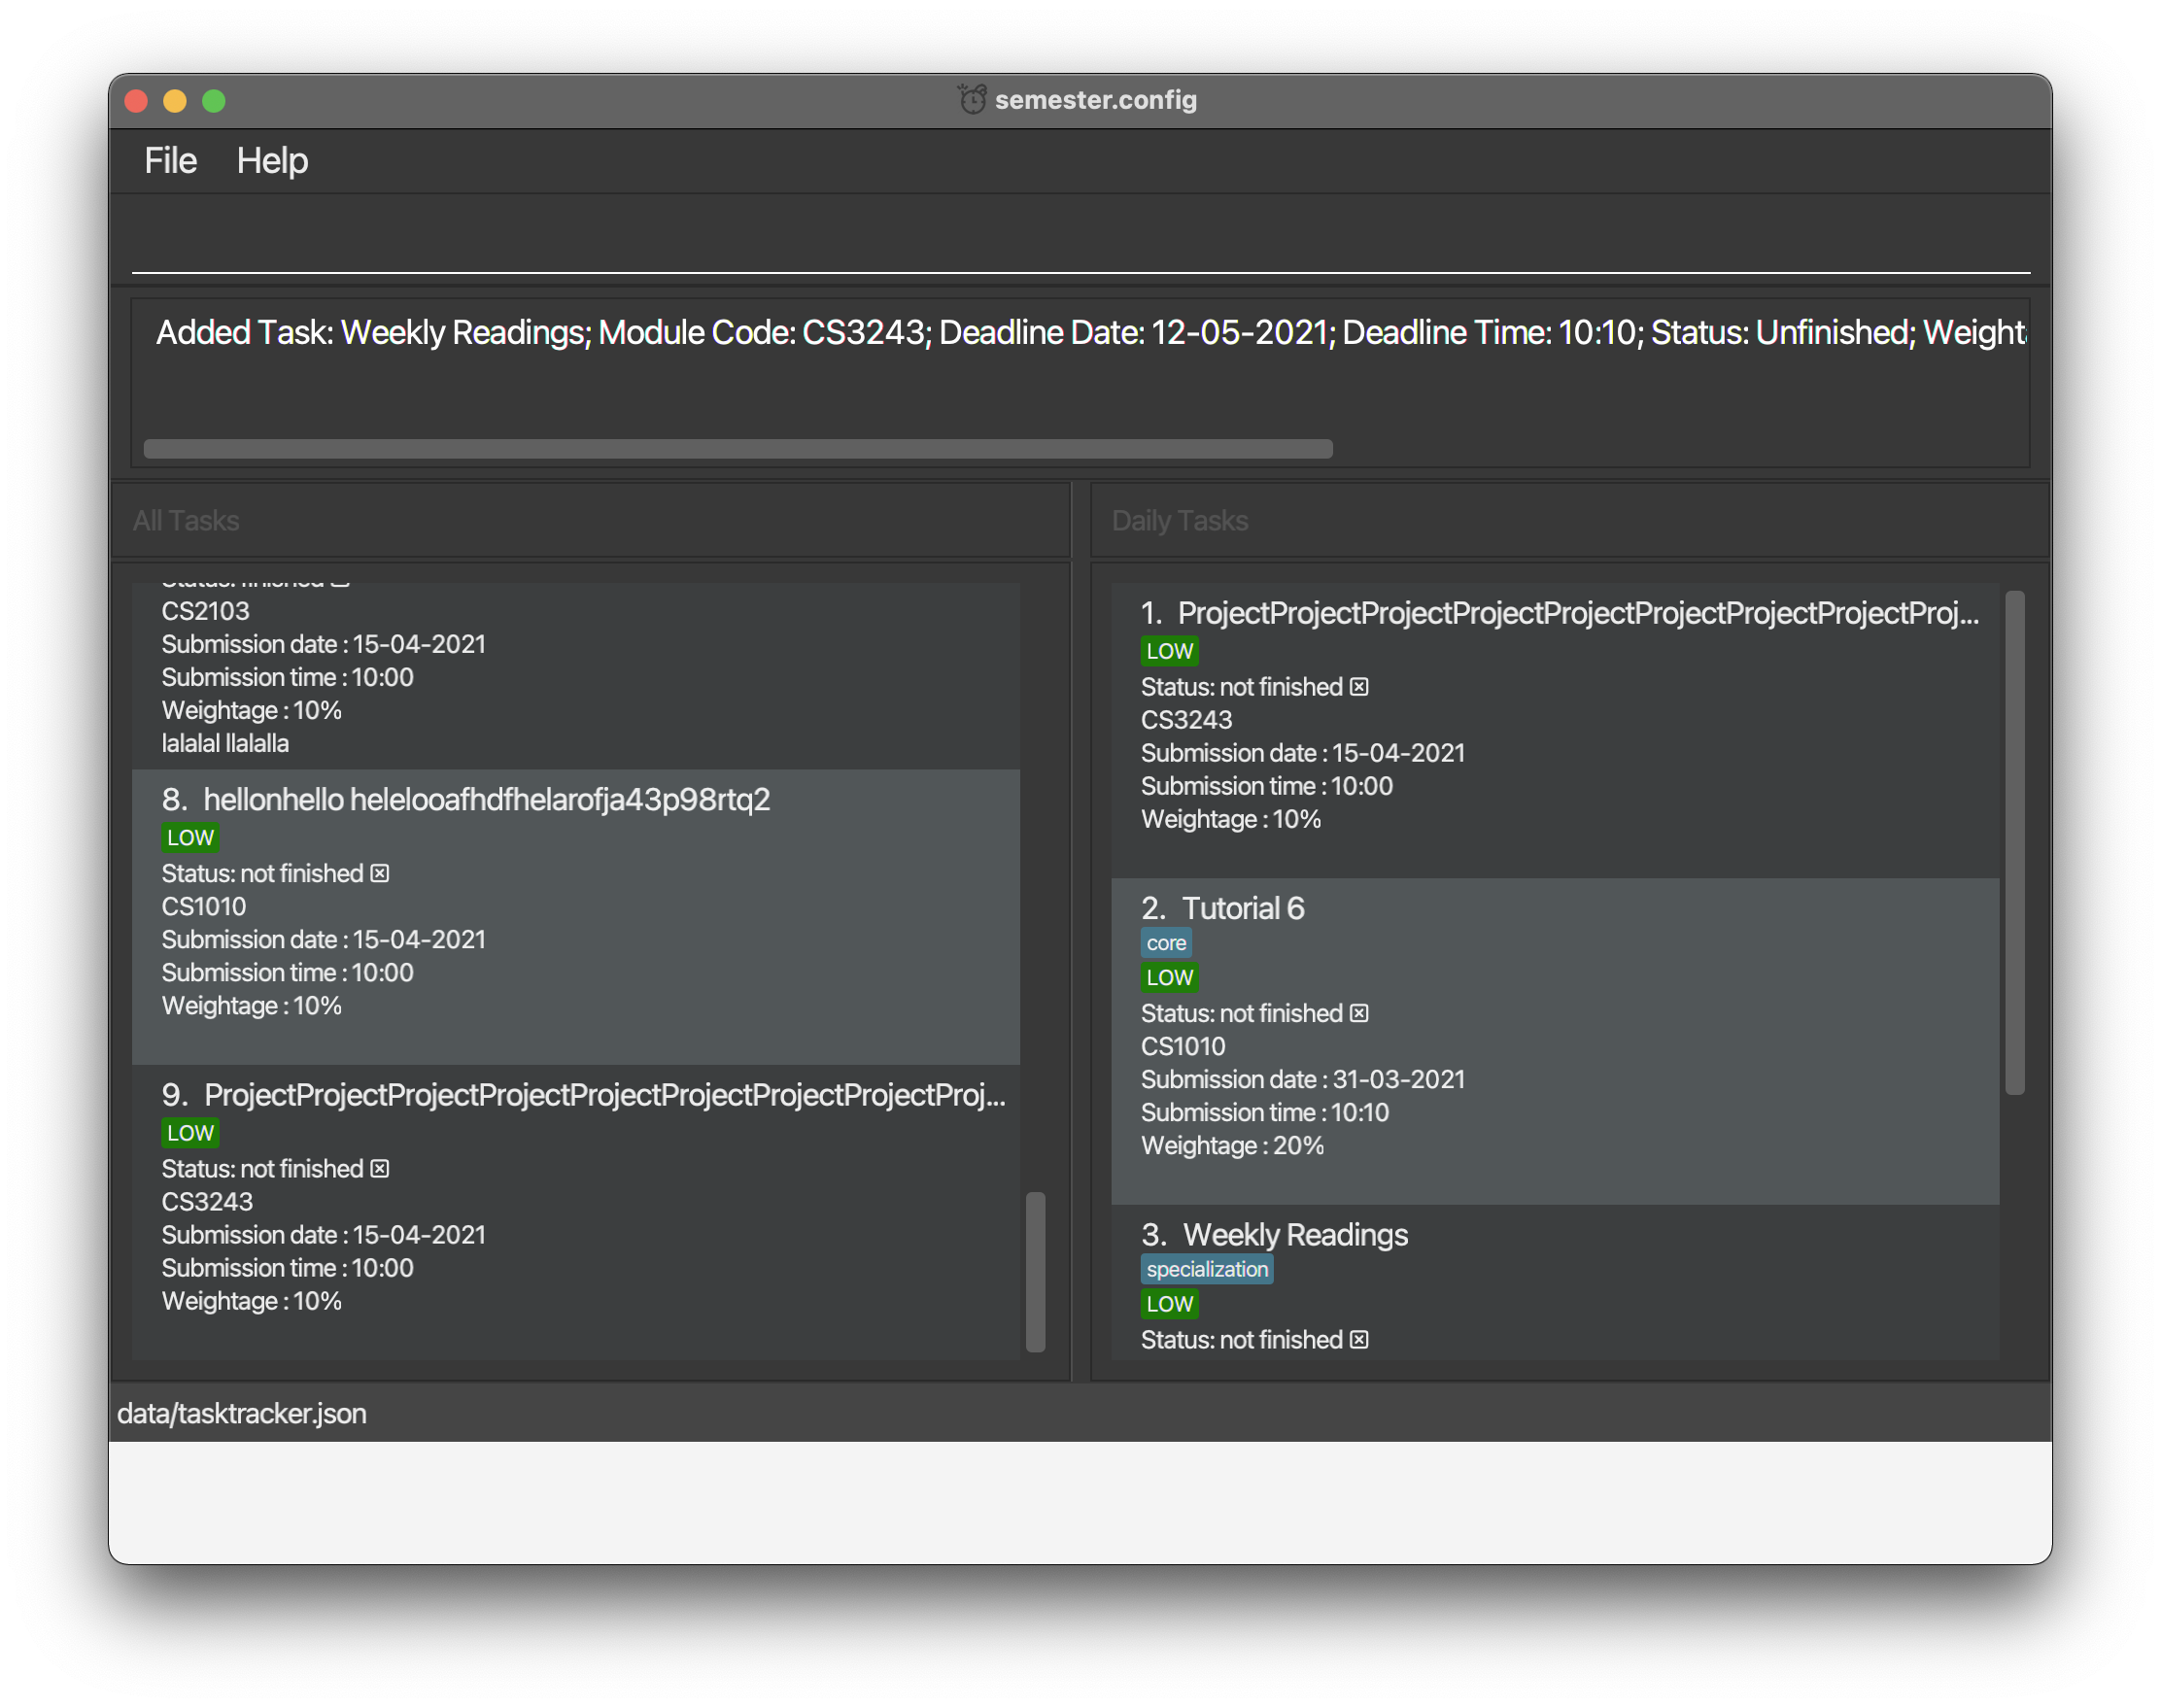 semester.config
File Help
Added Task: Weekly Readings; Module Code: CS3243; Deadline Date: 12-05-2021; Deadline Time: 10:10; Status: Unfinished; Weight
All Tasks
Status: finished
CS2103
Submission date : 15-04-2021
Submission time : 10:00
Weightage : 10%
lalalal llalalla
8. hellonhello helelooafhdfhelarofja43p98rtq2
LOW
Status: not finished
CS1010
Submission date : 15-04-2021
Submission time : 10:00
Weightage : 10%
9. ProjectProjectProjectProjectProjectProjectProjectProjectProj...
LOW
Status: not finished
CS3243
Submission date : 15-04-2021
Submission time : 10:00
Weightage : 10%
Daily Tasks
1. ProjectProjectProjectProjectProjectProjectProjectProjectProj...
LOW
Status: not finished
CS3243
Submission date : 15-04-2021
Submission time : 10:00
Weightage : 10%
2. Tutorial 6
core
LOW
Status: not finished
CS1010
Submission date : 31-03-2021
Submission time : 10:10
Weightage : 20%
3. Weekly Readings
specialization
LOW
Status: not finished
data/tasktracker.json